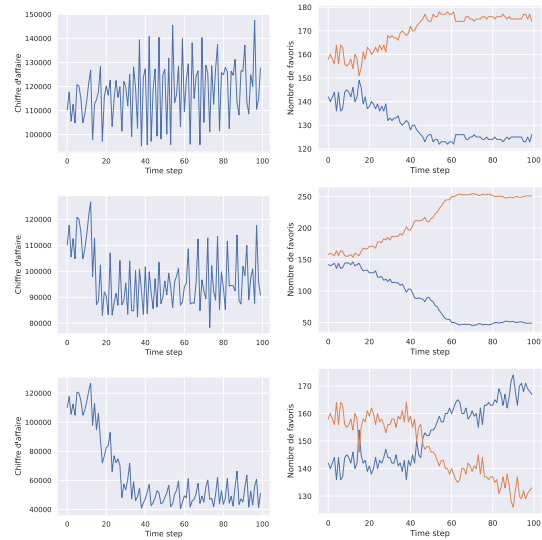 150000
140000
130000
120000
110000
100000
Chiffre d'affaire
0 20 40 60 80 100
Time step
180
170
160
150
140
130
120
Nombre de favoris
0 20 40 60 80 100
Time step
120000
110000
100000
90000
80000
Chiffre d'affaire
0 20 40 60 80 100
Time step
250
200
150
100
50
Nombre de favoris
0 20 40 60 80 100
Time step
120000
100000
80000
60000
40000
Chiffre d'affaire
0 20 40 60 80 100
Time step
170
160
150
140
130
Nombre de favoris
0 20 40 60 80 100
Time step